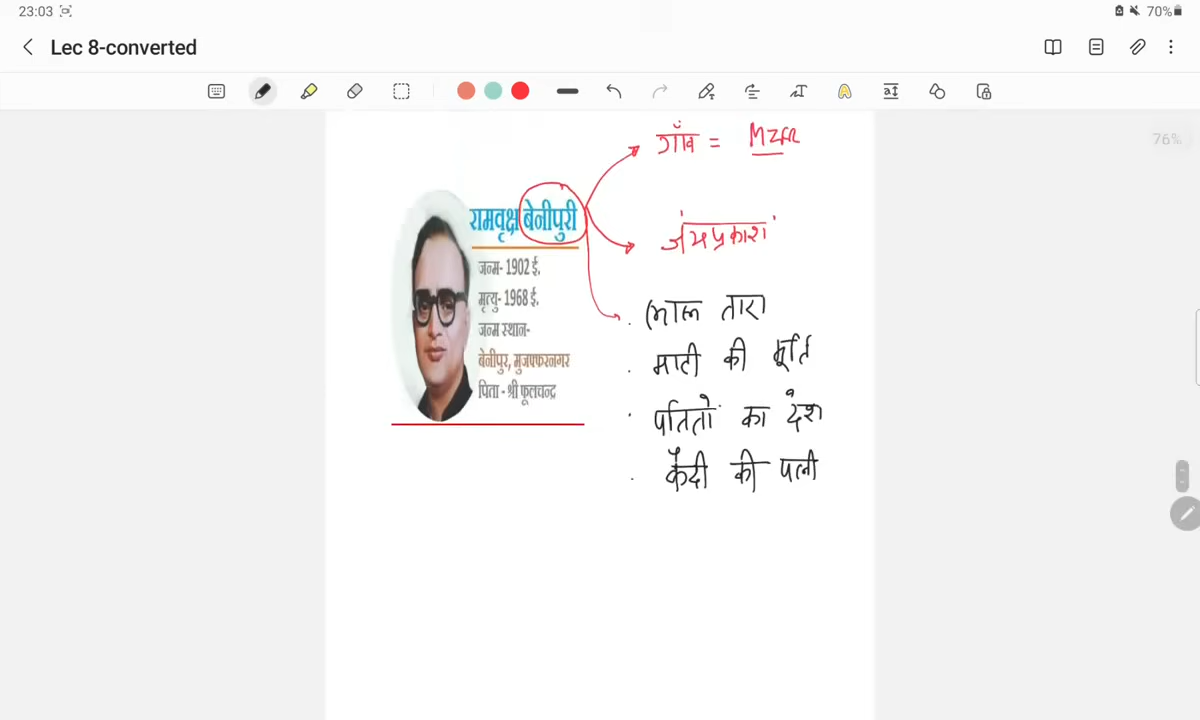 23:03
70%
Lec 8-converted
76%
गाँव = MZFR
रामवृक्ष बेनीपुरी
जयप्रकाश
जन्म- 1902 ई.
मृत्यु- 1968 ई.
जन्म स्थान-
बेनीपुर, मुजफ्फरनगर
पिता - श्री फूलचन्द्र
लाल तारा
माटी की मूर्ति
पतितों का देश
कैदी की पत्नी